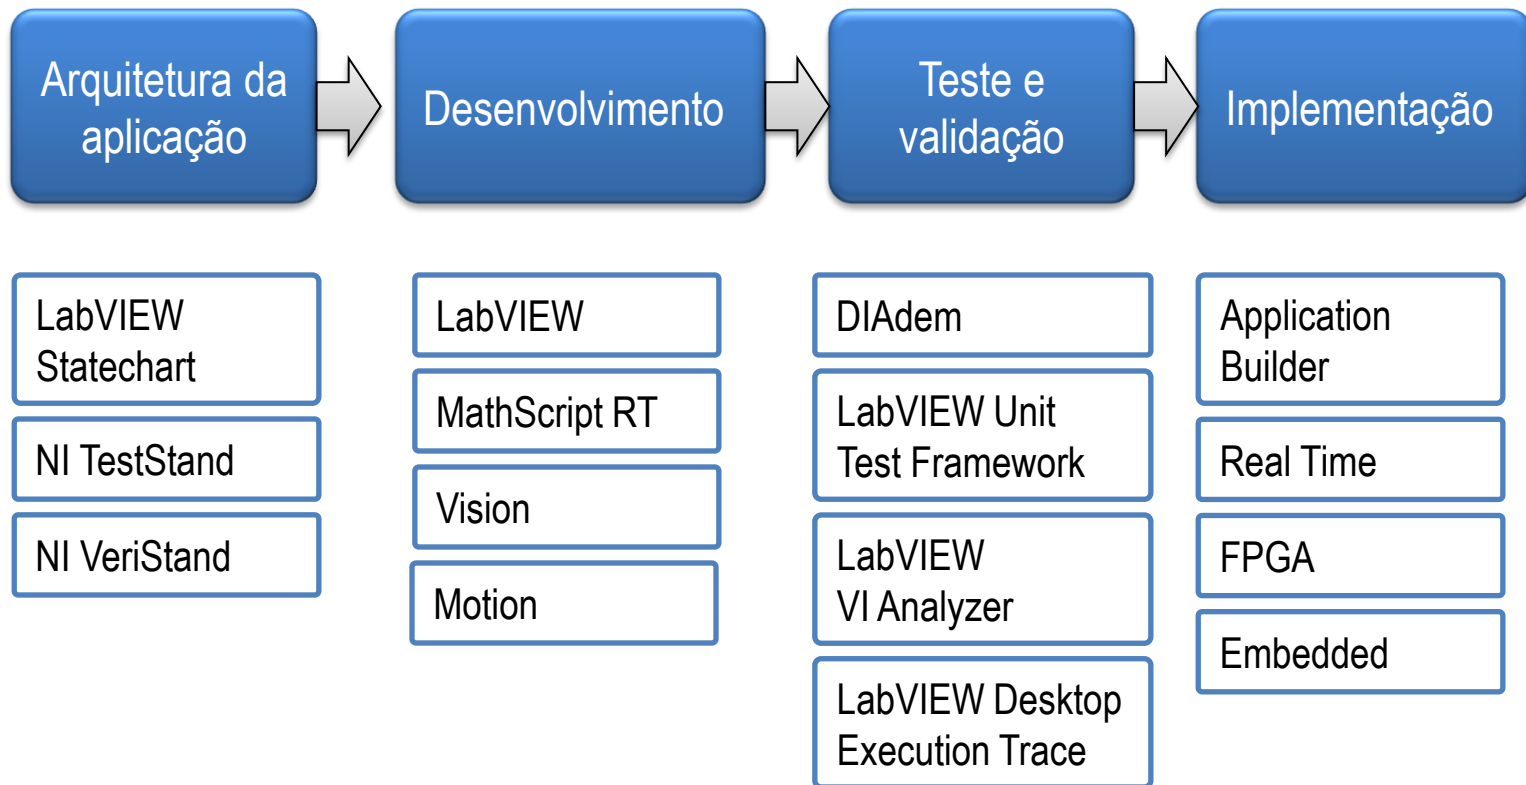 Arquitetura da
aplicação
Desenvolvimento
Teste e
validação
Implementação
LabVIEW
Statechart
NI TestStand
NI VeriStand
LabVIEW
MathScript RT
Vision
Motion
DIAdem
LabVIEW Unit
Test Framework
LabVIEW
VI Analyzer
LabVIEW Desktop
Execution Trace
Application
Builder
Real Time
FPGA
Embedded